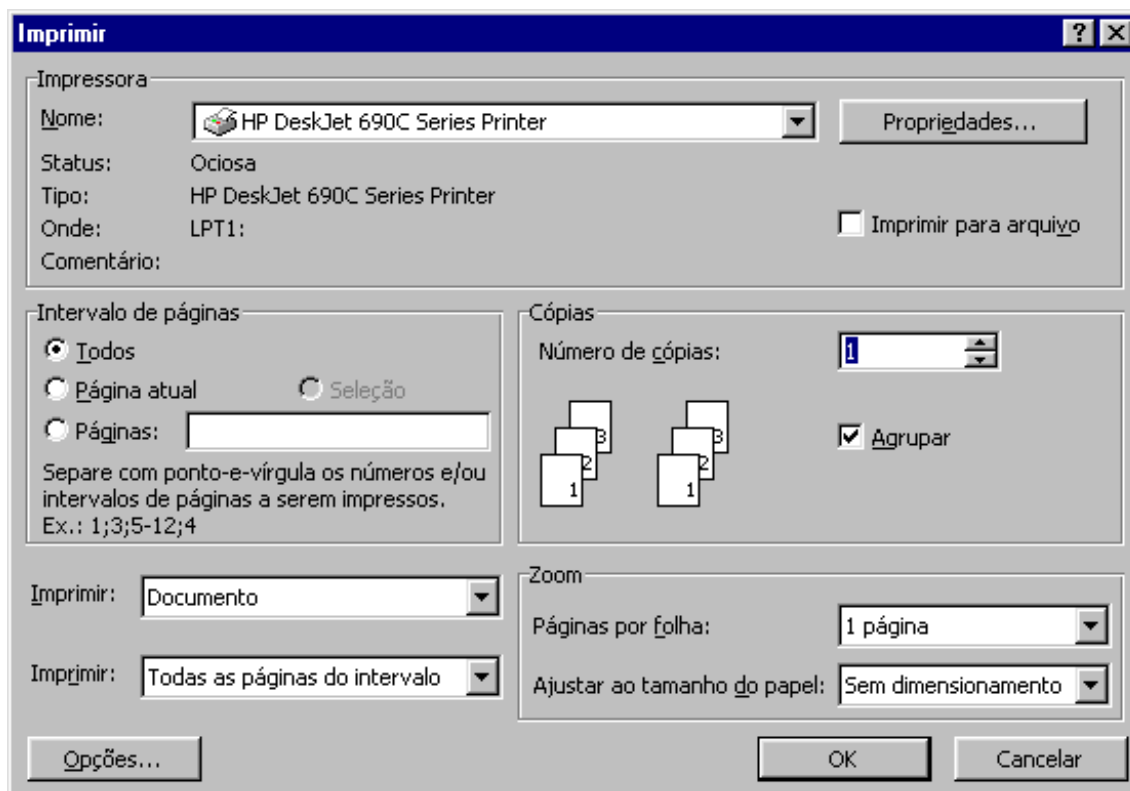 Imprimir
Impressora
Nome:
HP DeskJet 690C Series Printer
Propriedades...
Status:
Ociosa
Tipo:
HP DeskJet 690C Series Printer
Onde:
LPT1:
Imprimir para arquivo
Comentário:
Intervalo de páginas
Todos
Página atual
Seleção
Páginas:
Separe com ponto-e-vírgula os números e/ou
intervalos de páginas a serem impressos.
Ex.: 1;3;5-12;4
Cópias
Número de cópias:
1
3
2
1
3
2
1
Agrupar
Imprimir:
Documento
Imprimir:
Todas as páginas do intervalo
Zoom
Páginas por folha:
1 página
Ajustar ao tamanho do papel:
Sem dimensionamento
Opções...
OK
Cancelar